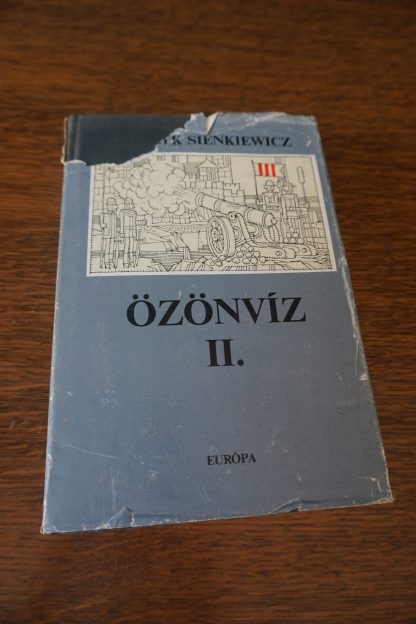 SIENKIEWICZ
III
ÖZÖNVÍZ
II.
EURÓPA